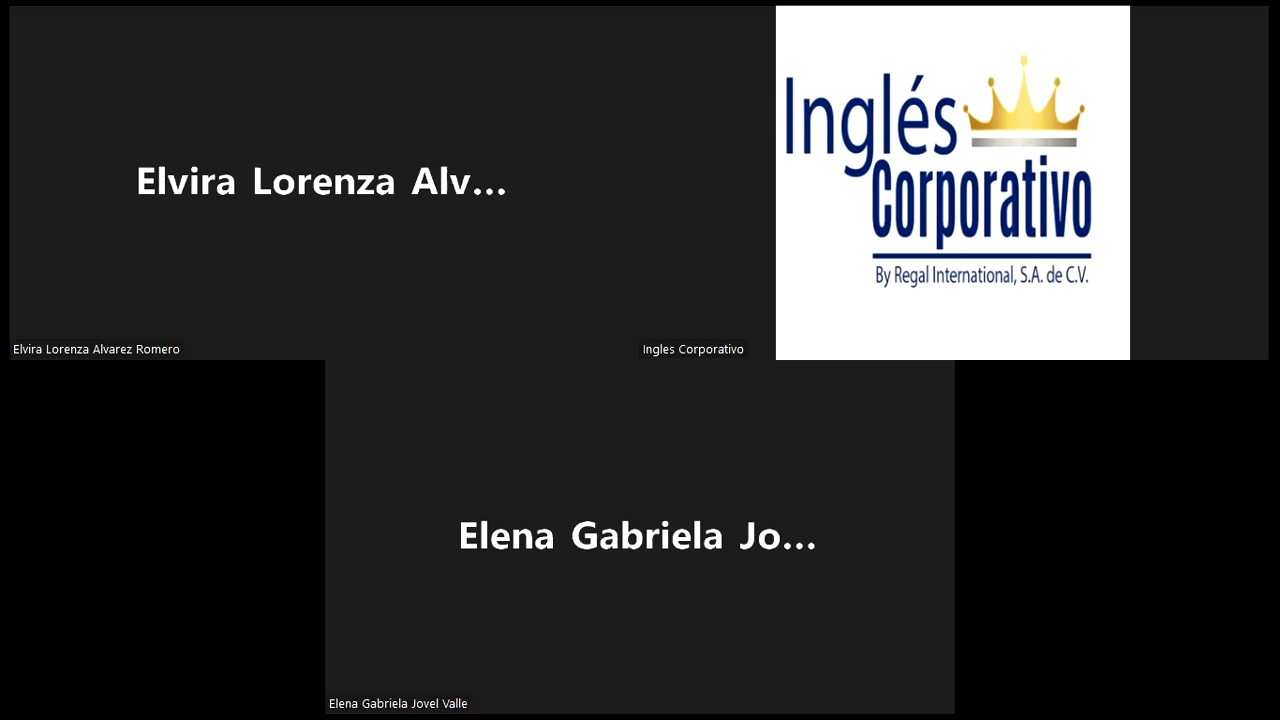 Elvira Lorenza Alv...
Elvira Lorenza Alvarez Romero
Inglés
Corporativo
By Regal International, S.A. de C.V.
Ingles Corporativo
Elena Gabriela Jo...
Elena Gabriela Jovel Valle